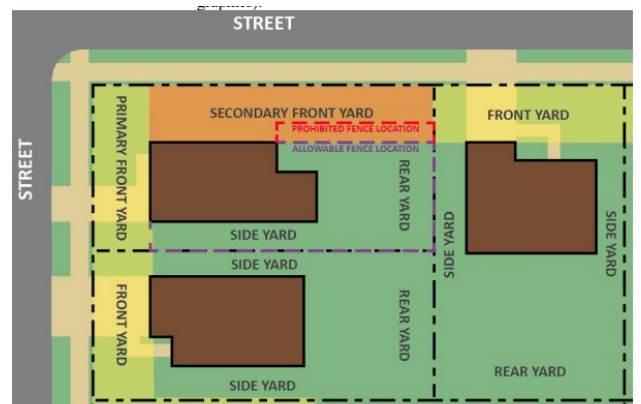 graphics).
STREET
STREET
PRIMARY FRONT YARD
SECONDARY FRONT YARD
PROHIBITED FENCE LOCATION
ALLOWABLE FENCE LOCATION
REAR YARD
SIDE YARD
FRONT YARD
SIDE YARD
SIDE YARD
FRONT YARD
SIDE YARD
REAR YARD
SIDE YARD
REAR YARD